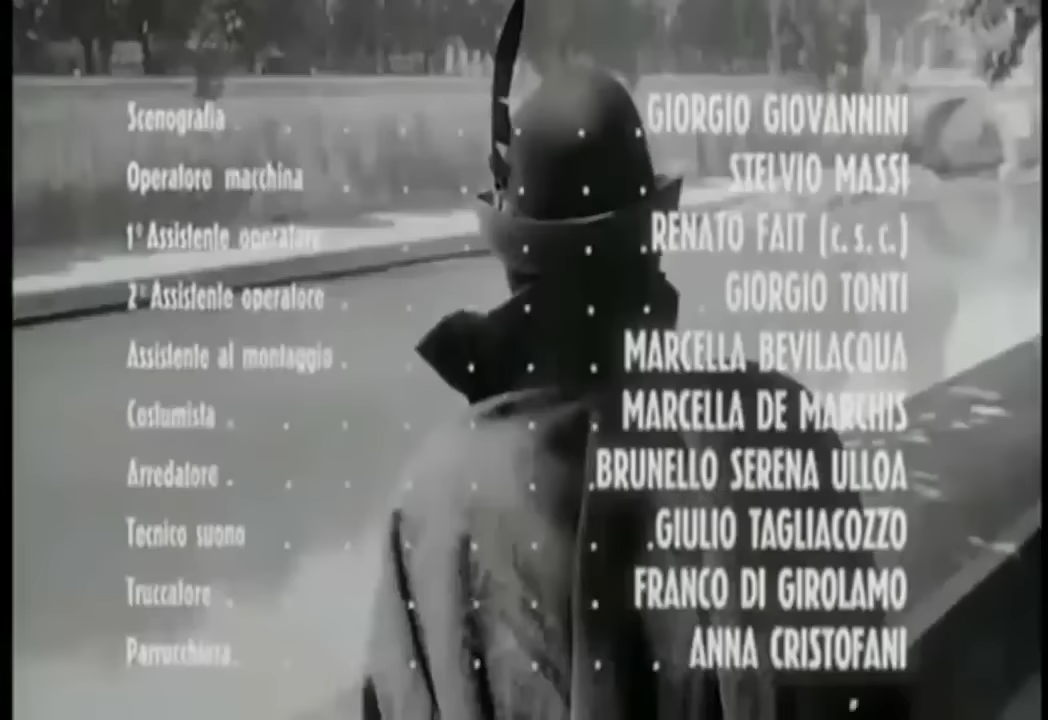 Scenografia . . . . . . . . GIORGIO GIOVANNINI
Operatore macchina . . . . . . STELVIO MASSI
1° Assistente operatore . . . . . RENATO FAIT (c. s. c.)
2° Assistente operatore . . . . . . GIORGIO TONTI
Assistente al montaggio . . . . . MARCELLA BEVILACQUA
Costumista . . . . . . . MARCELLA DE MARCHIS
Arredatore . . . . . . . BRUNELLO SERENA ULLOA
Tecnico suono . . . . . . . GIULIO TAGLIACOZZO
Truccatore . . . . . FRANCO DI GIROLAMO
Parrucchiera . . . . . . . ANNA CRISTOFANI